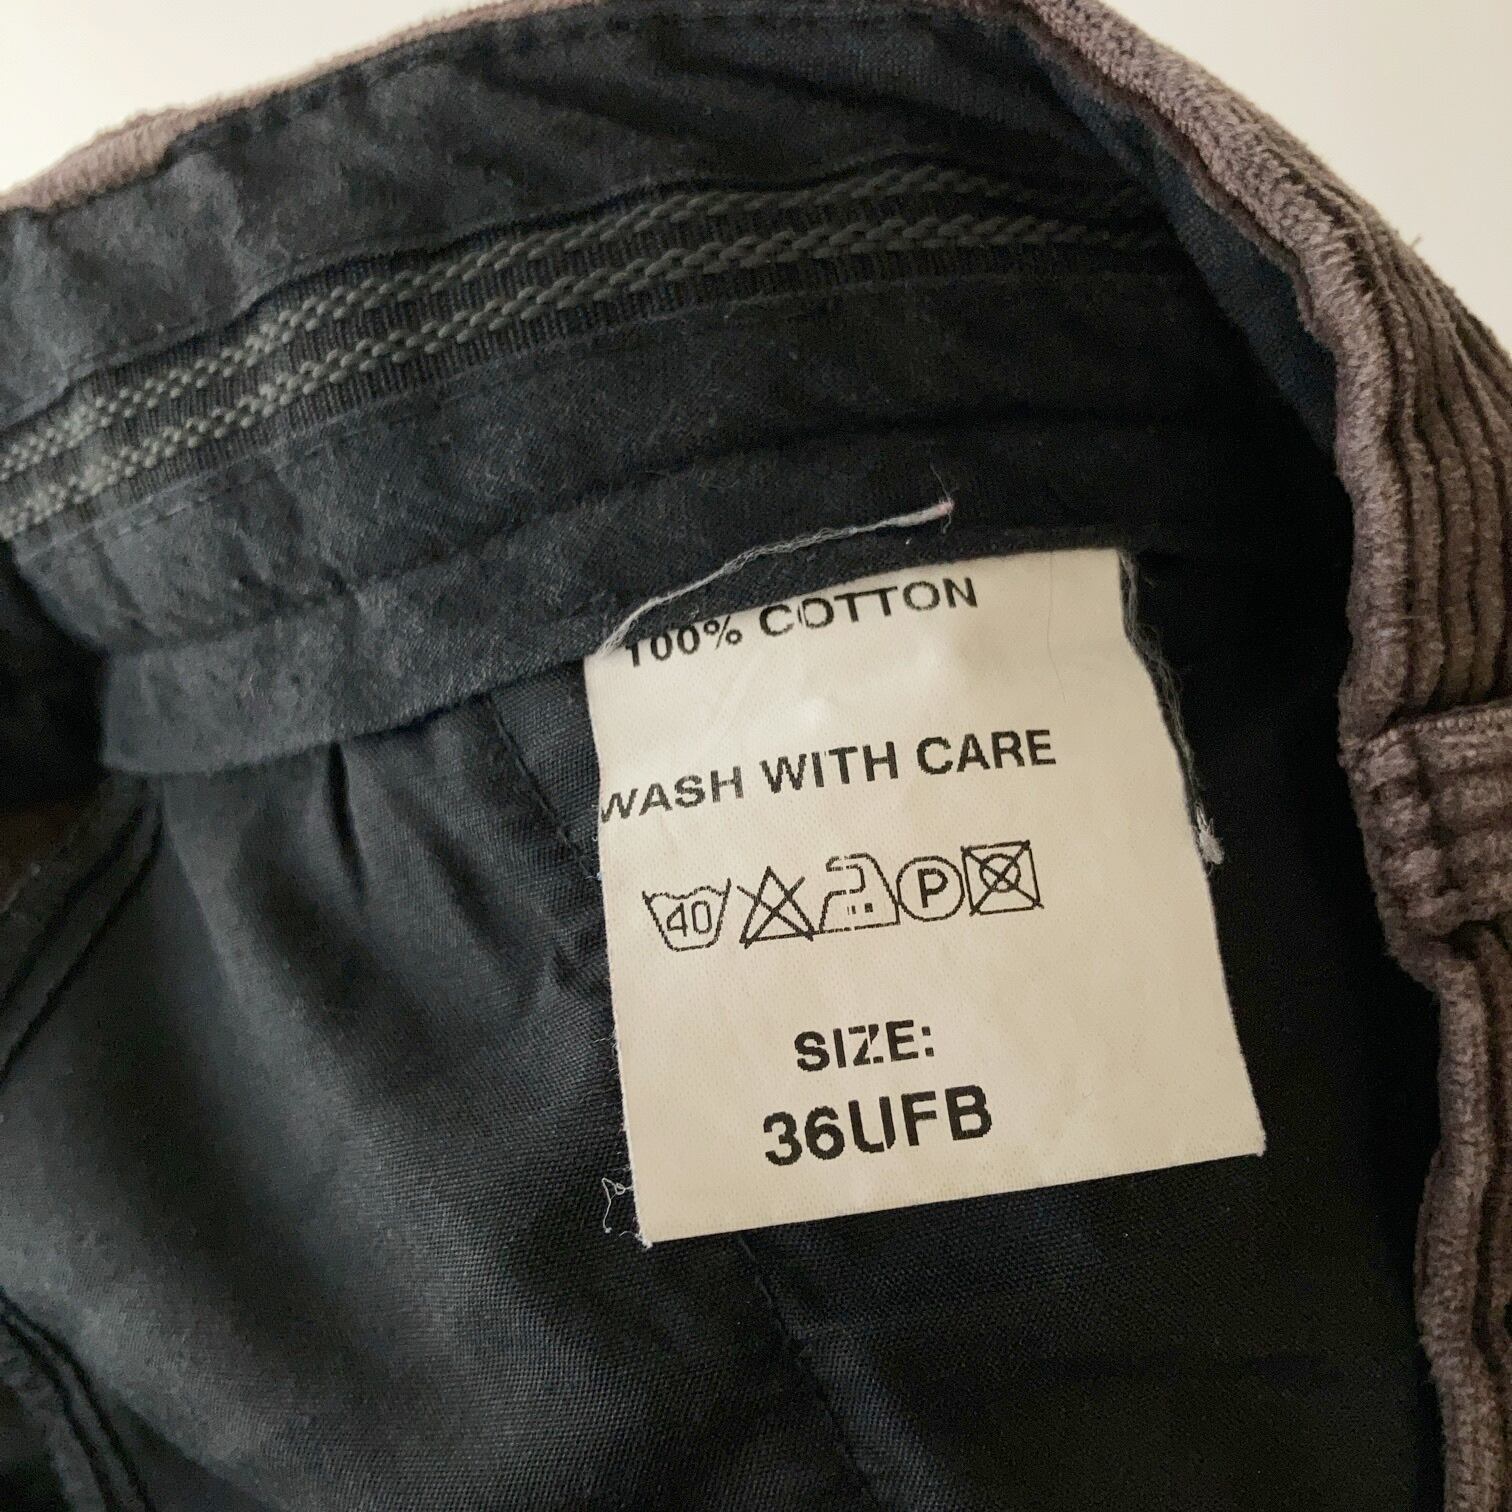 100% COTTON
WASH WITH CARE
40 P
SIZE:
36UFB